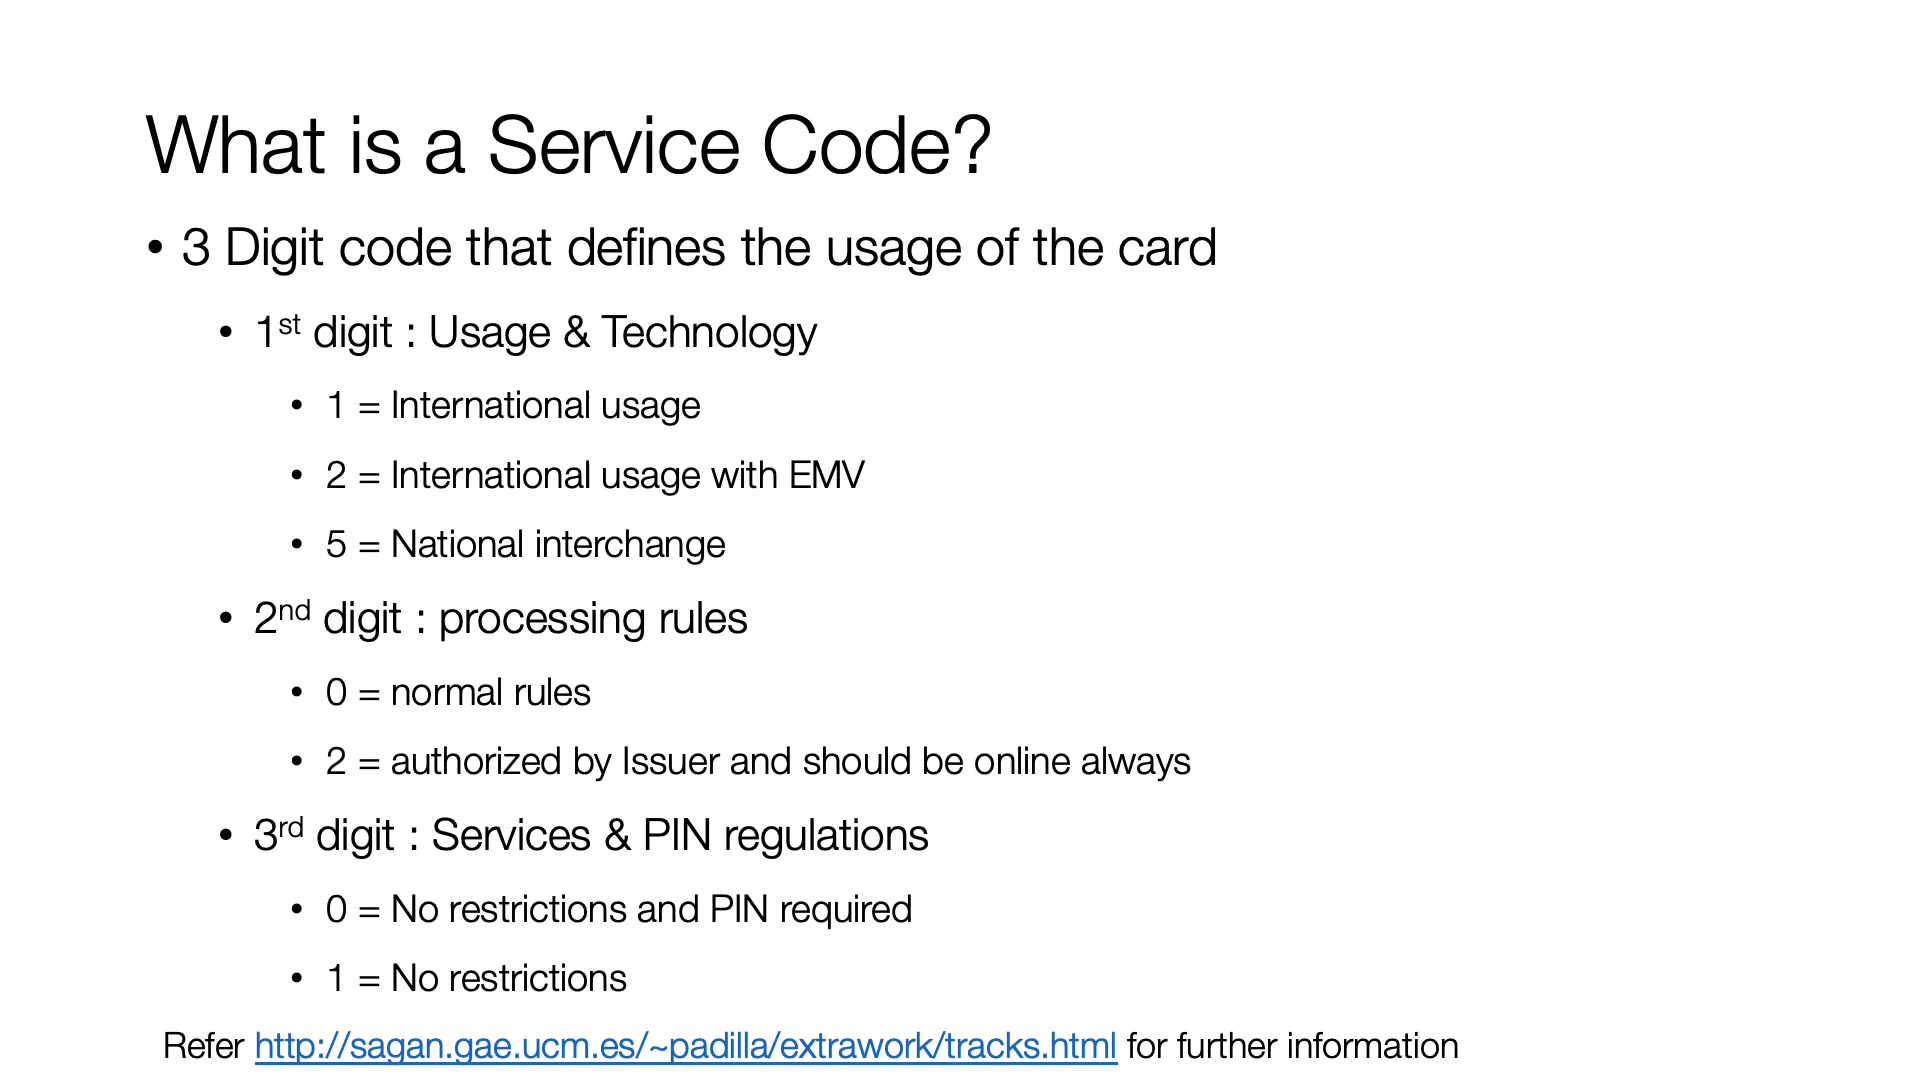 What is a Service Code?
• 3 Digit code that defines the usage of the card
• 1st digit : Usage & Technology
• 1 = International usage
• 2 = International usage with EMV
• 5 = National interchange
• 2nd digit : processing rules
• 0 = normal rules
• 2 = authorized by Issuer and should be online always
• 3rd digit : Services & PIN regulations
• 0 = No restrictions and PIN required
• 1 = No restrictions
Refer http://sagan.gae.ucm.es/~padilla/extrawork/tracks.html for further information